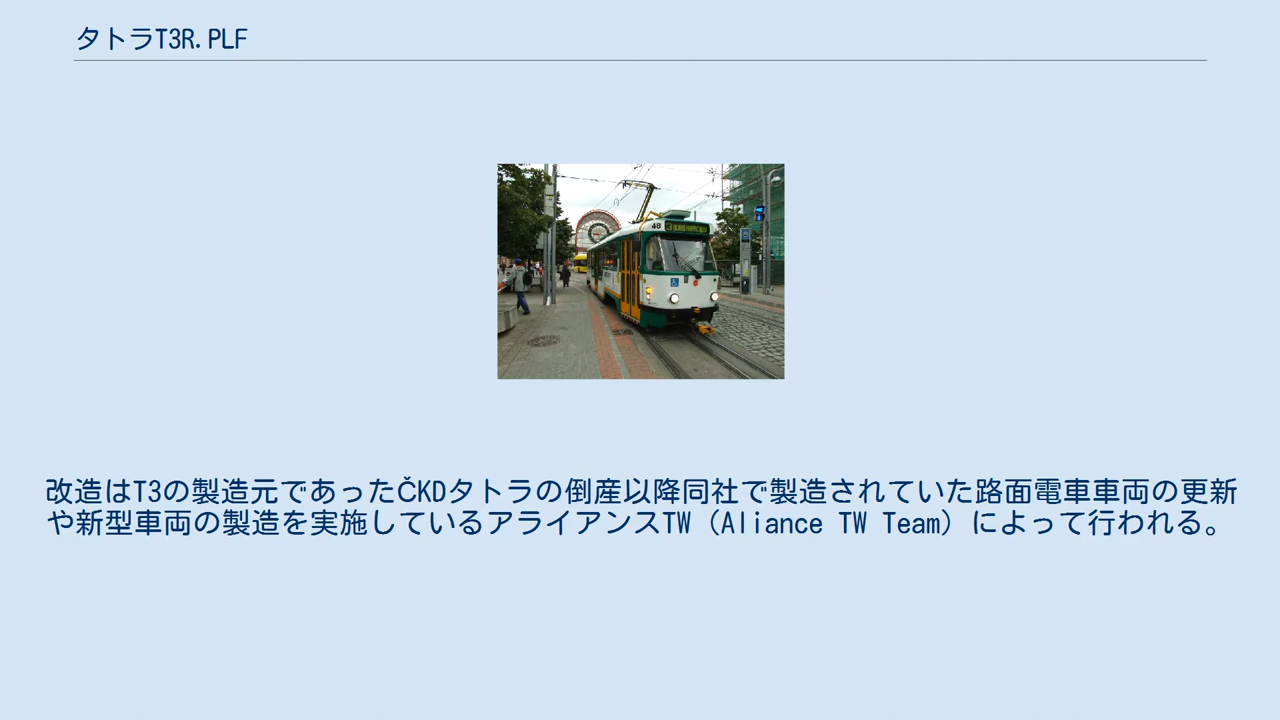 タトラT3R.PLF
48
改造はT3の製造元であったČKDタトラの倒産以降同社で製造されていた路面電車車両の更新
や新型車両の製造を実施しているアライアンスTW（Aliance TW Team）によって行われる。